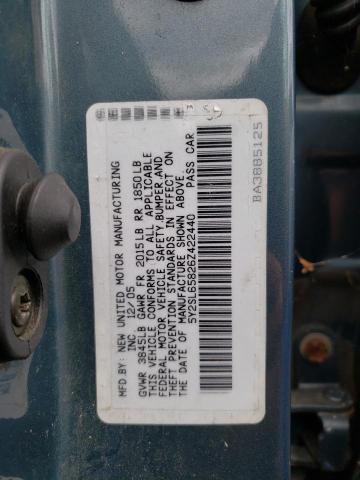 MFD.BY: NEW UNITED MOTOR MANUFACTURING
INC 12/05
GVWR 3845LB GAWR FR 2015LB RR 1850LB
THIS VEHICLE CONFORMS TO ALL APPLICABLE
FEDERAL MOTOR VEHICLE SAFETY,BUMPER,AND
THEFT PREVENTION STANDARDS IN EFFECT ON
THE DATE OF MANUFACTURE SHOWN ABOVE.
5Y2SL65826Z422440 PASS CAR
BA3885125